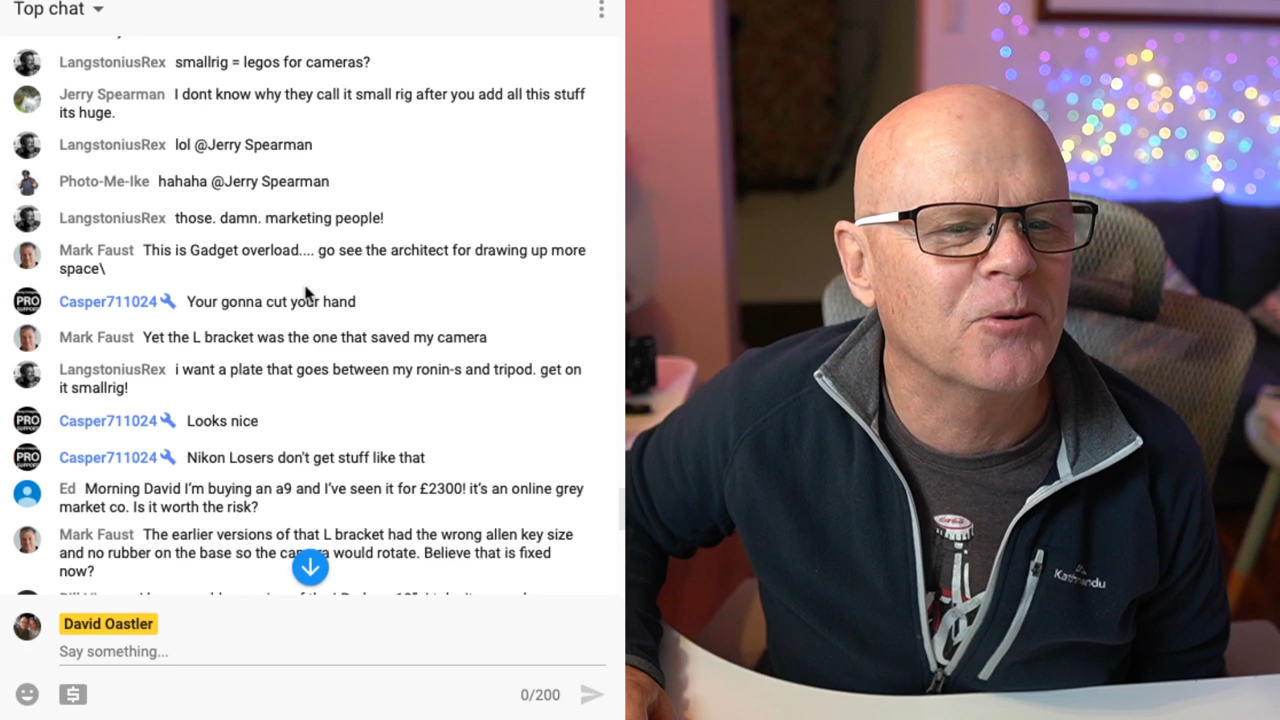 Top chat
LangstoniusRex smallrig = legos for cameras?
Jerry Spearman I dont know why they call it small rig after you add all this stuff
its huge.
LangstoniusRex lol @Jerry Spearman
Photo-Me-Ike hahaha @Jerry Spearman
LangstoniusRex those. damn. marketing people!
Mark Faust This is Gadget overload.... go see the architect for drawing up more
space\
PRO
SUPPORT
Casper711024 Your gonna cut your hand
Mark Faust Yet the L bracket was the one that saved my camera
LangstoniusRex i want a plate that goes between my ronin-s and tripod. get on
it smallrig!
PRO
SUPPORT
Casper711024 Looks nice
PRO
SUPPORT
Casper711024 Nikon Losers don't get stuff like that
Ed Morning David I'm buying an a9 and I've seen it for £2300! it's an online grey
market co. Is it worth the risk?
Mark Faust The earlier versions of that L bracket had the wrong allen key size
and no rubber on the base so the camera would rotate. Believe that is fixed
now?
David Oastler
Say something...
0/200
Kathmandu